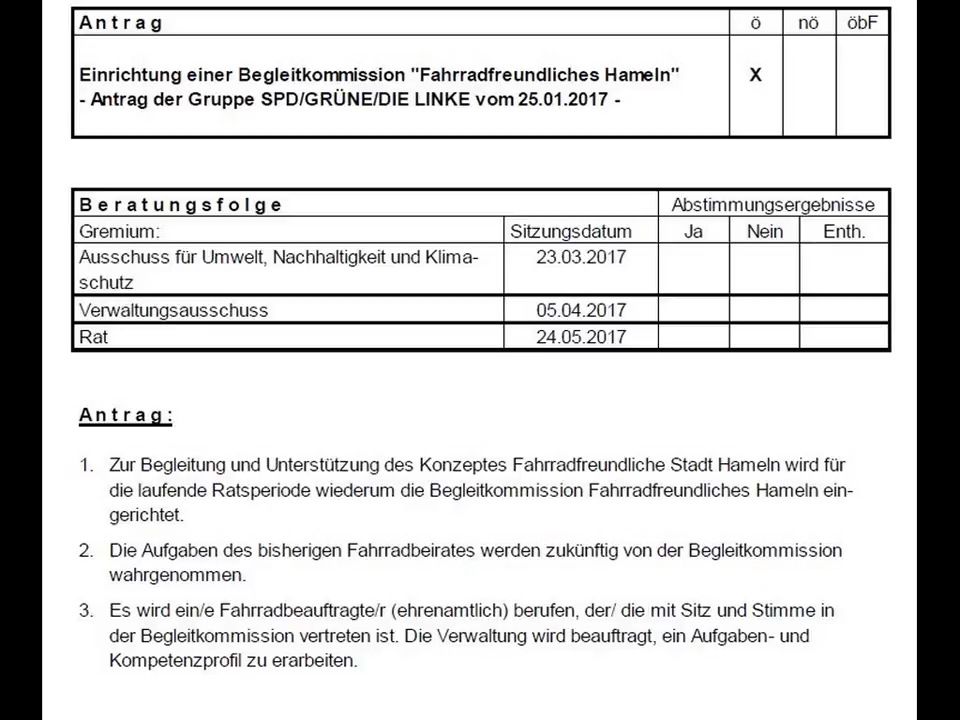 Antrag ö nö öbF
Einrichtung einer Begleitkommission "Fahrradfreundliches Hameln" X
- Antrag der Gruppe SPD/GRÜNE/DIE LINKE vom 25.01.2017 -
Beratungsfolge Abstimmungsergebnisse
Gremium: Sitzungsdatum Ja Nein Enth.
Ausschuss für Umwelt, Nachhaltigkeit und Klima- 23.03.2017
schutz
Verwaltungsausschuss 05.04.2017
Rat 24.05.2017
Antrag:
1. Zur Begleitung und Unterstützung des Konzeptes Fahrradfreundliche Stadt Hameln wird für
die laufende Ratsperiode wiederum die Begleitkommission Fahrradfreundliches Hameln ein-
gerichtet.
2. Die Aufgaben des bisherigen Fahrradbeirates werden zukünftig von der Begleitkommission
wahrgenommen.
3. Es wird ein/e Fahrradbeauftragte/r (ehrenamtlich) berufen, der/ die mit Sitz und Stimme in
der Begleitkommission vertreten ist. Die Verwaltung wird beauftragt, ein Aufgaben- und
Kompetenzprofil zu erarbeiten.